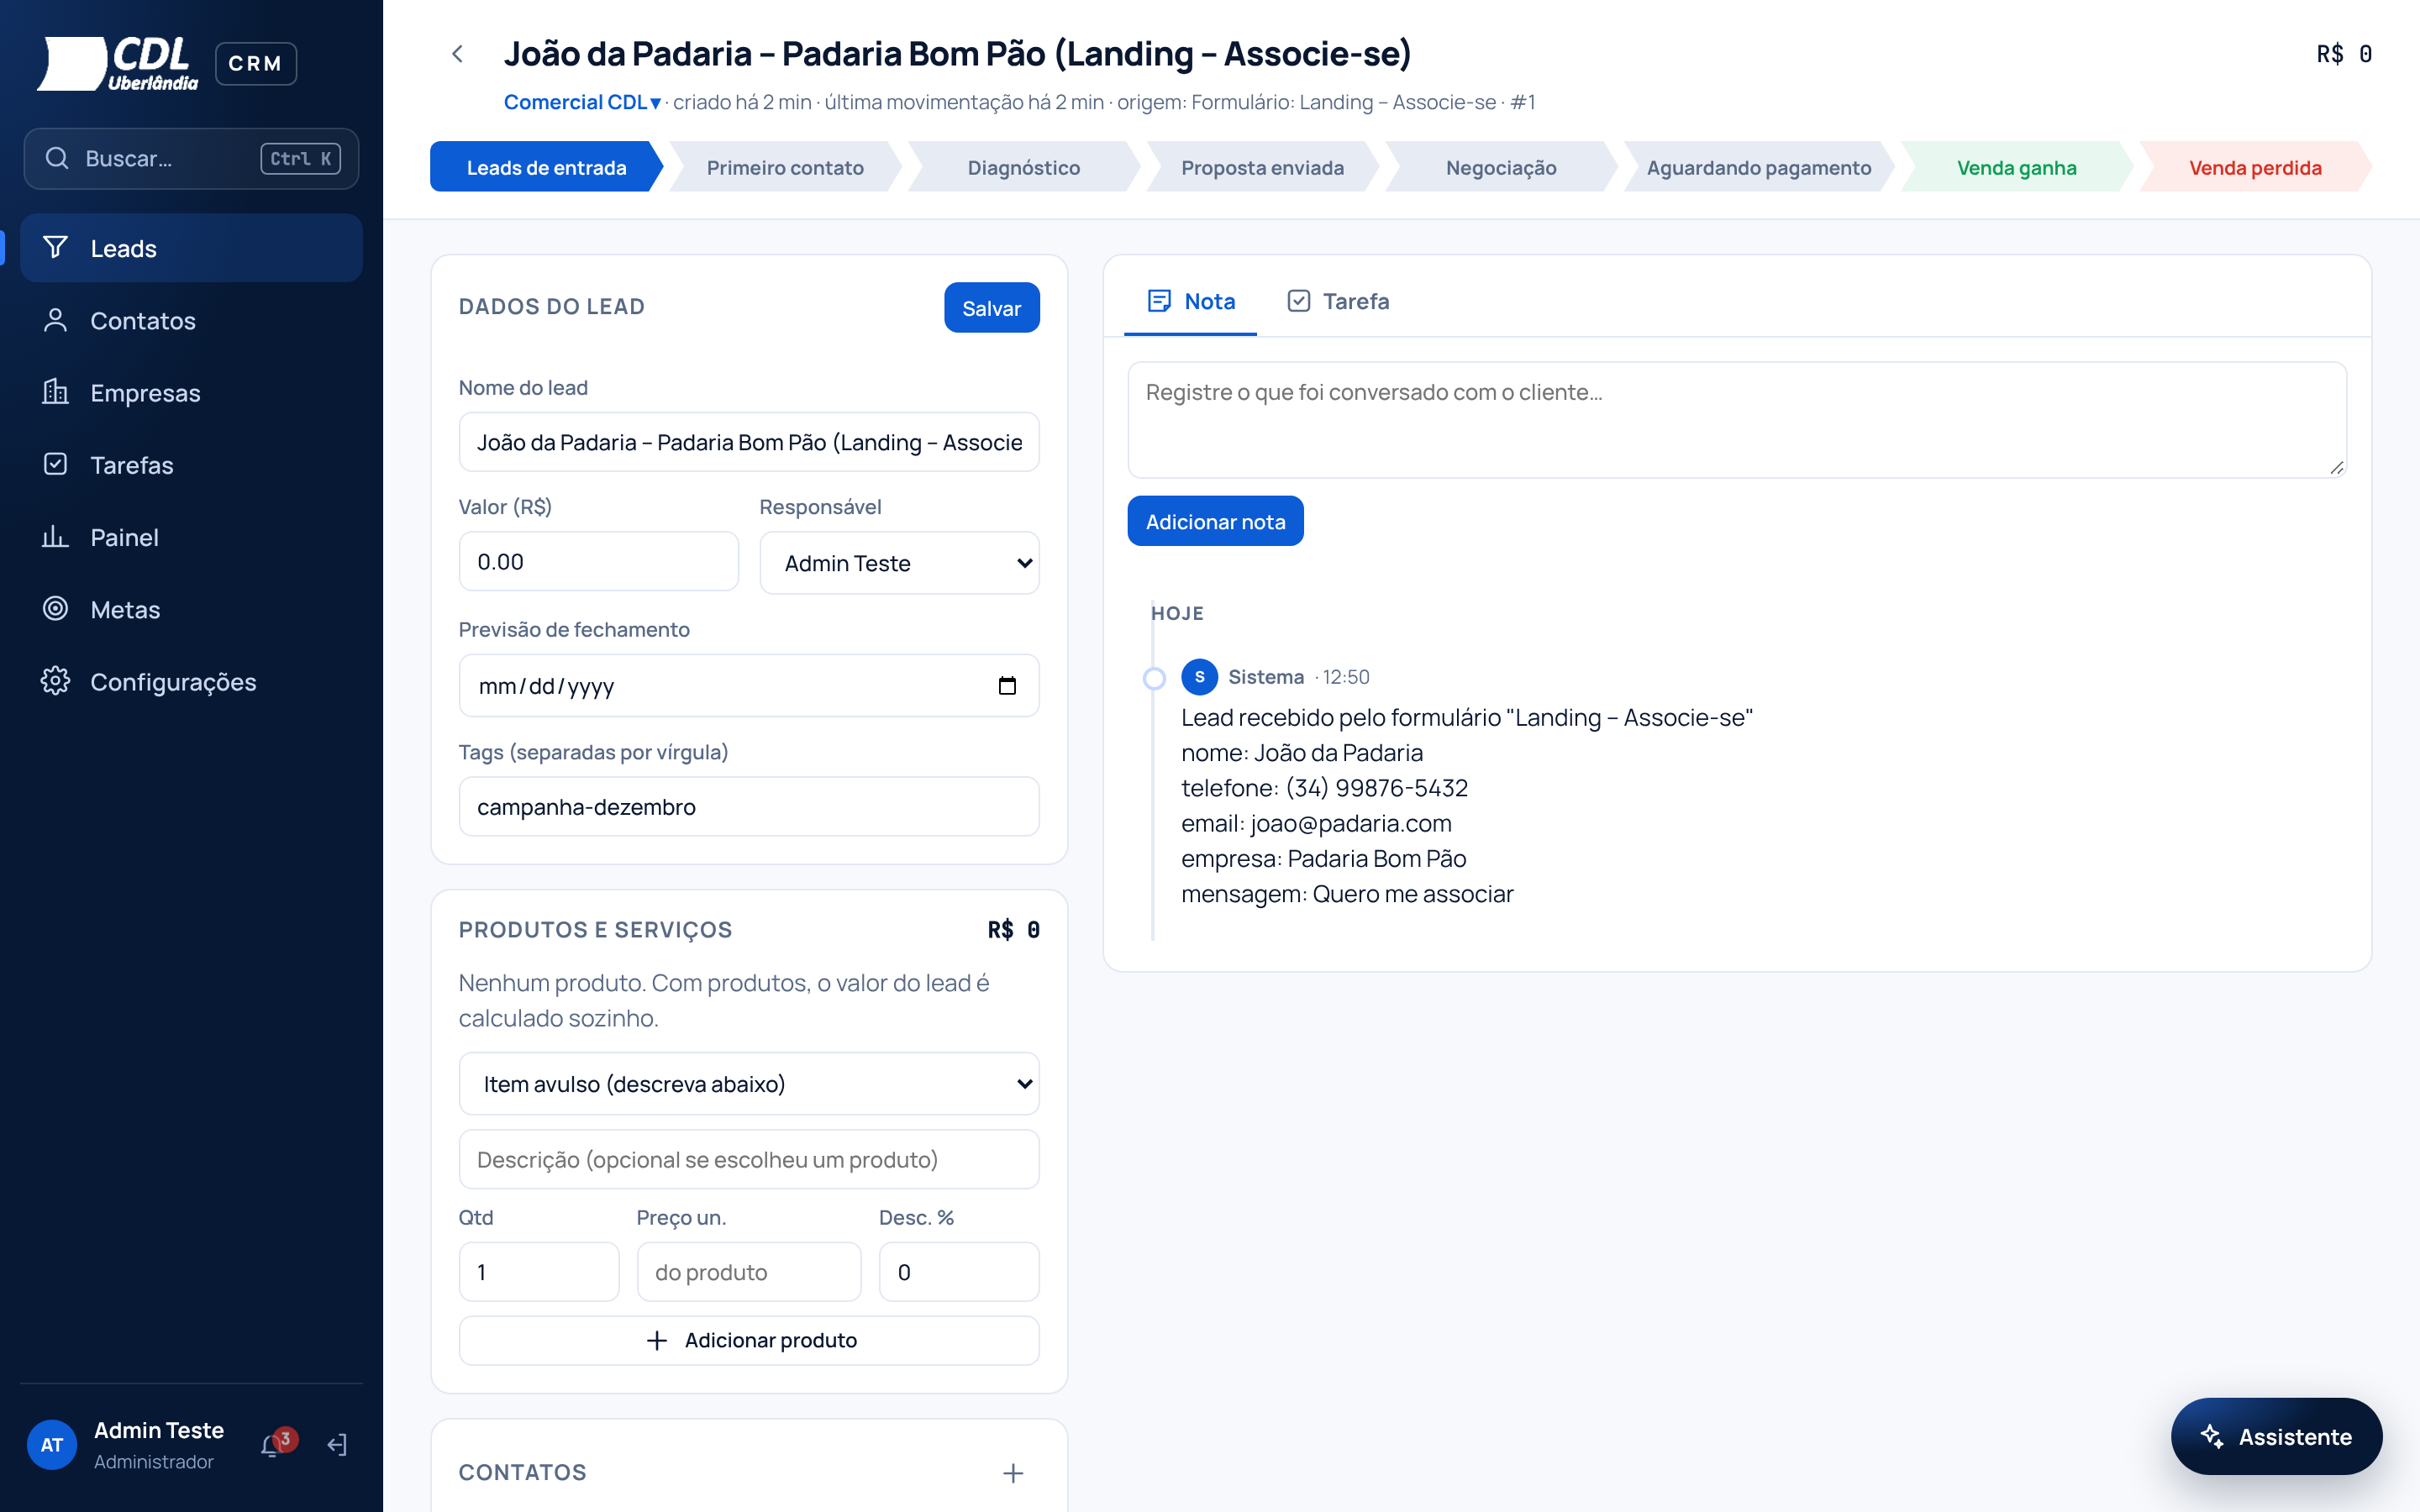 CDL
Uberlândia
CRM
Buscar...
Ctrl K
Leads
Contatos
Empresas
Tarefas
Painel
Metas
Configurações
AT
Admin Teste
Administrador
3
João da Padaria – Padaria Bom Pão (Landing – Associe-se)
R$ 0
Comercial CDL ▾ · criado há 2 min · última movimentação há 2 min · origem: Formulário: Landing – Associe-se · #1
Leads de entrada
Primeiro contato
Diagnóstico
Proposta enviada
Negociação
Aguardando pagamento
Venda ganha
Venda perdida
DADOS DO LEAD
Salvar
Nome do lead
João da Padaria – Padaria Bom Pão (Landing – Associe
Valor (R$)
Responsável
0.00
Admin Teste
Previsão de fechamento
mm/dd/yyyy
Tags (separadas por vírgula)
campanha-dezembro
PRODUTOS E SERVIÇOS
R$ 0
Nenhum produto. Com produtos, o valor do lead é
calculado sozinho.
Item avulso (descreva abaixo)
Descrição (opcional se escolheu um produto)
Qtd
Preço un.
Desc. %
1
do produto
0
+ Adicionar produto
CONTATOS
+
Nota
Tarefa
Registre o que foi conversado com o cliente...
Adicionar nota
HOJE
S
Sistema · 12:50
Lead recebido pelo formulário "Landing – Associe-se"
nome: João da Padaria
telefone: (34) 99876-5432
email: joao@padaria.com
empresa: Padaria Bom Pão
mensagem: Quero me associar
Assistente